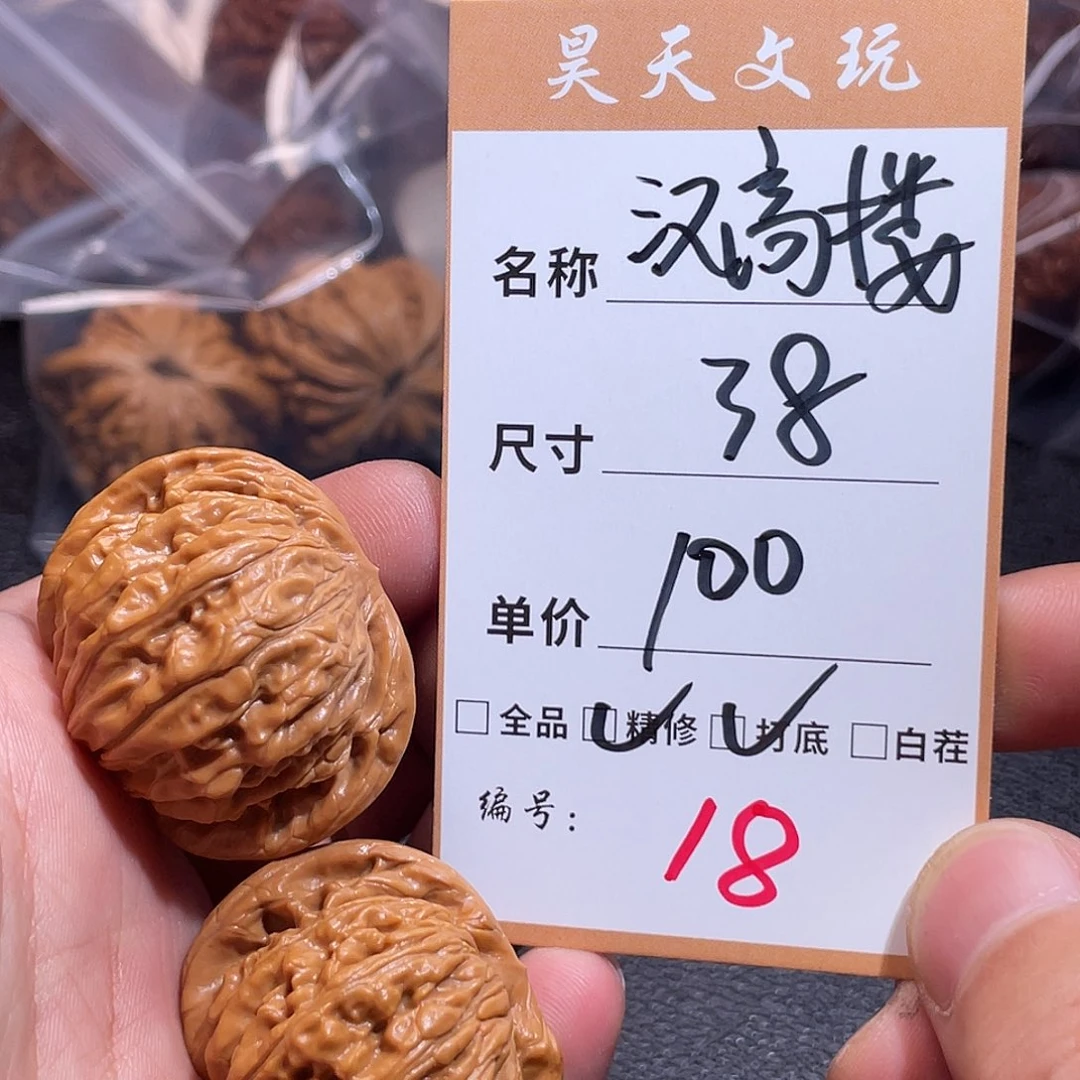 昊天文玩
名称 汉高楼
尺寸 38
单价 100
□ 全品 ☑ 精修 ☑ 打底 □ 白茬
编号: 18